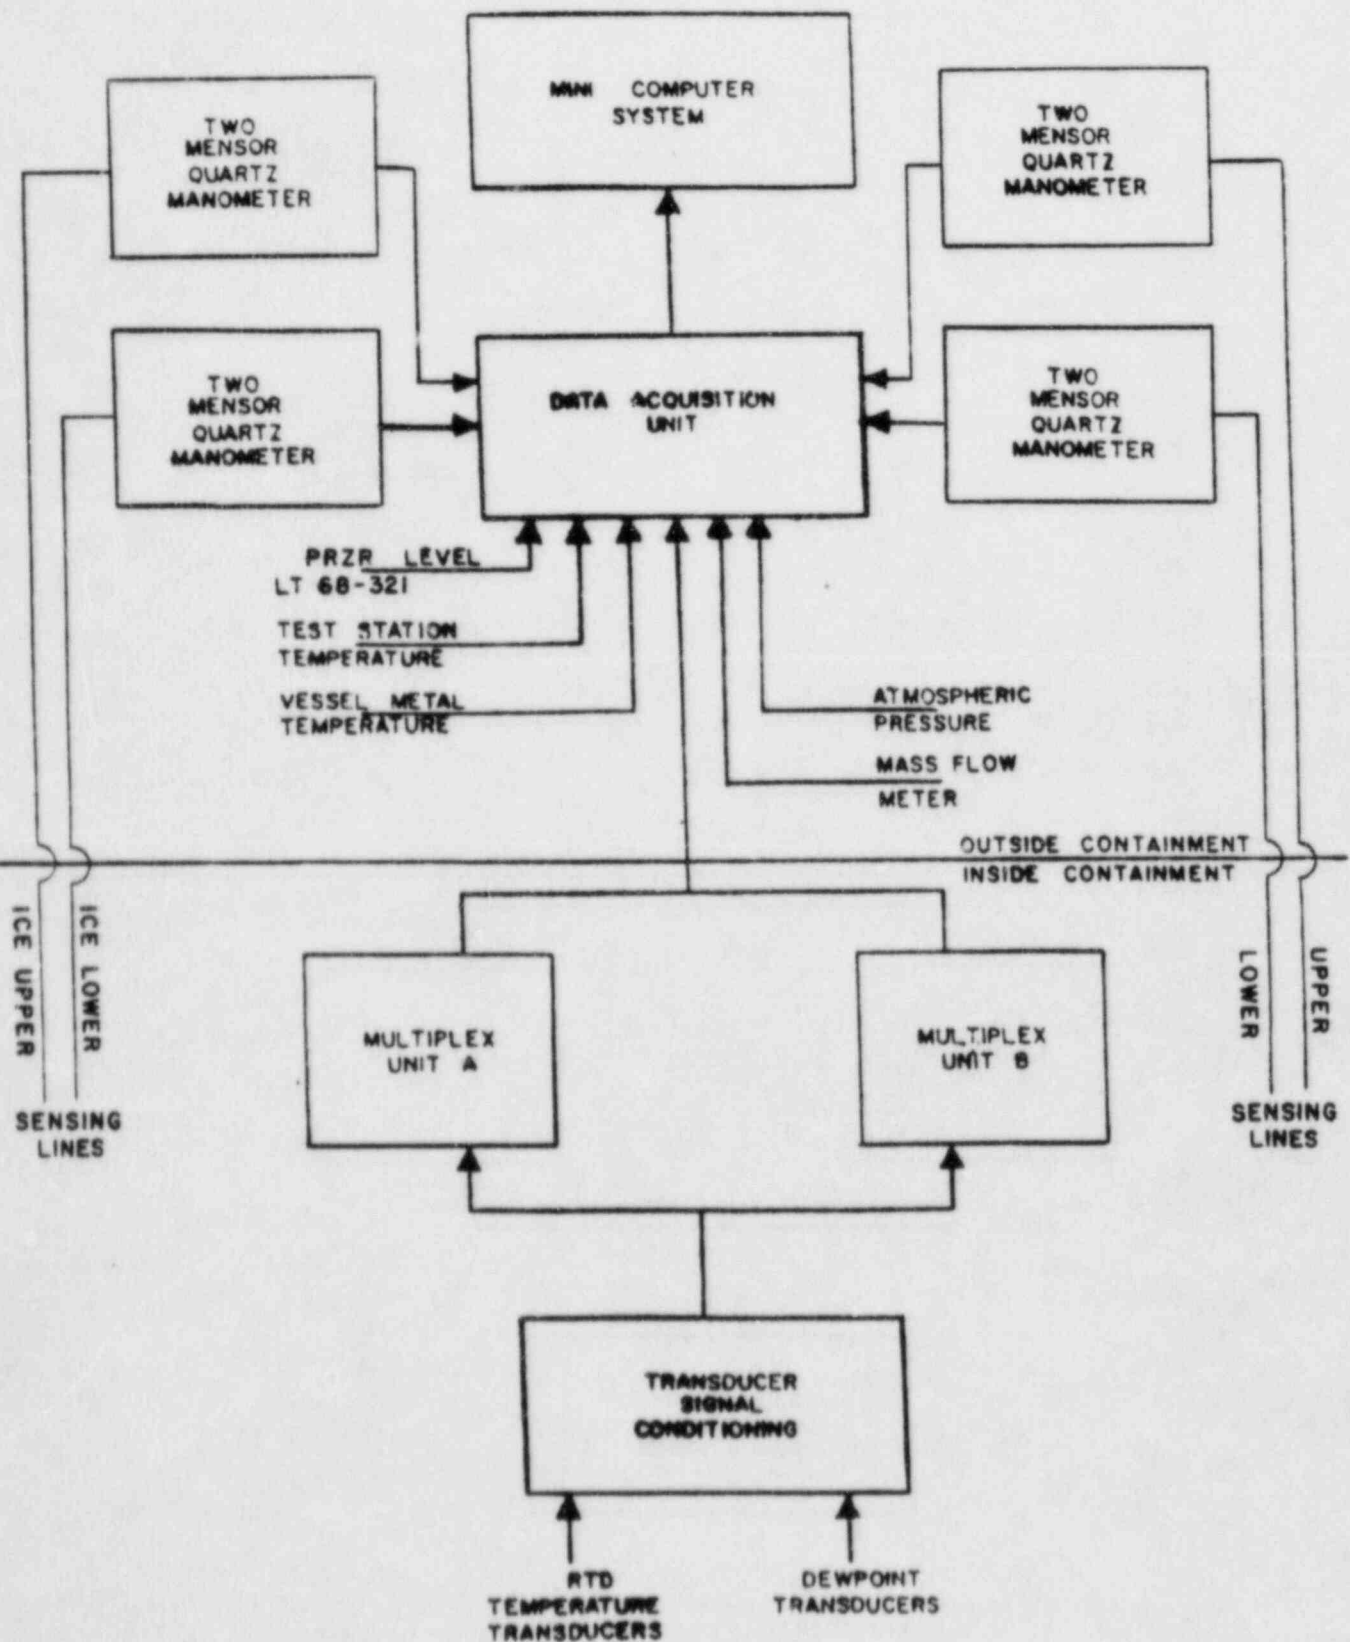 MINI COMPUTER
SYSTEM
TWO
MENSOR
QUARTZ
MANOMETER
TWO
MENSOR
QUARTZ
MANOMETER
TWO
MENSOR
QUARTZ
MANOMETER
DATA ACQUISITION
UNIT
TWO
MENSOR
QUARTZ
MANOMETER
PRZR LEVEL
LT 68-321
TEST STATION
TEMPERATURE
VESSEL METAL
TEMPERATURE
ATMOSPHERIC
PRESSURE
MASS FLOW
METER
OUTSIDE CONTAINMENT
INSIDE CONTAINMENT
ICE UPPER
ICE LOWER
LOWER
UPPER
MULTIPLEX
UNIT A
MULTIPLEX
UNIT B
SENSING
LINES
SENSING
LINES
TRANSDUCER
SIGNAL
CONDITIONING
RTD
TEMPERATURE
TRANSDUCERS
DEWPOINT
TRANSDUCERS